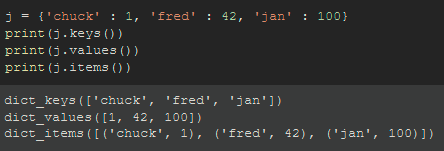 j = {'chuck' : 1, 'fred' : 42, 'jan' : 100}
print(j.keys())
print(j.values())
print(j.items())
dict_keys(['chuck', 'fred', 'jan'])
dict_values([1, 42, 100])
dict_items([('chuck', 1), ('fred', 42), ('jan', 100)])